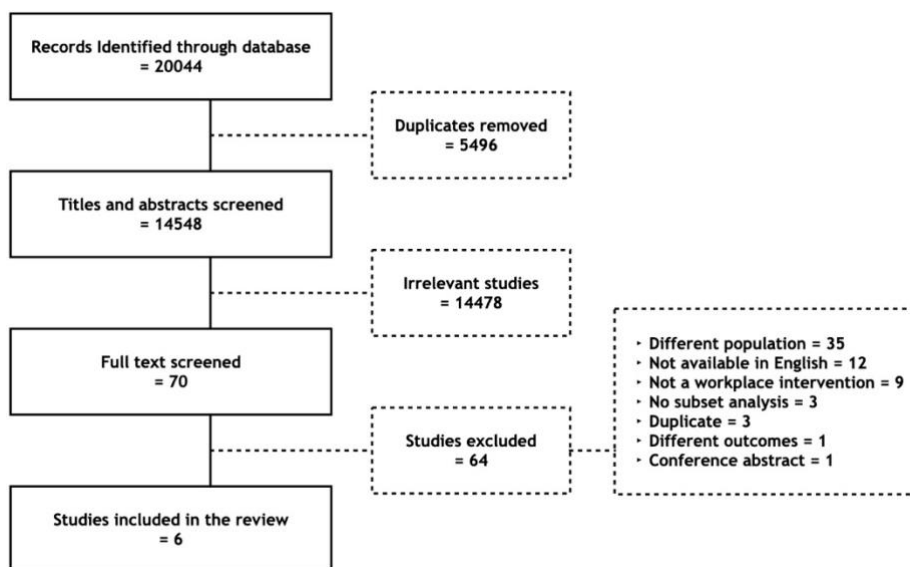 Records Identified through database
= 20044
Duplicates removed
= 5496
Titles and abstracts screened
= 14548
Irrelevant studies
= 14478
Full text screened
= 70
Studies excluded
= 64
‣ Different population = 35
‣ Not available in English = 12
‣ Not a workplace intervention = 9
‣ No subset analysis = 3
‣ Duplicate = 3
‣ Different outcomes = 1
‣ Conference abstract = 1
Studies included in the review
= 6